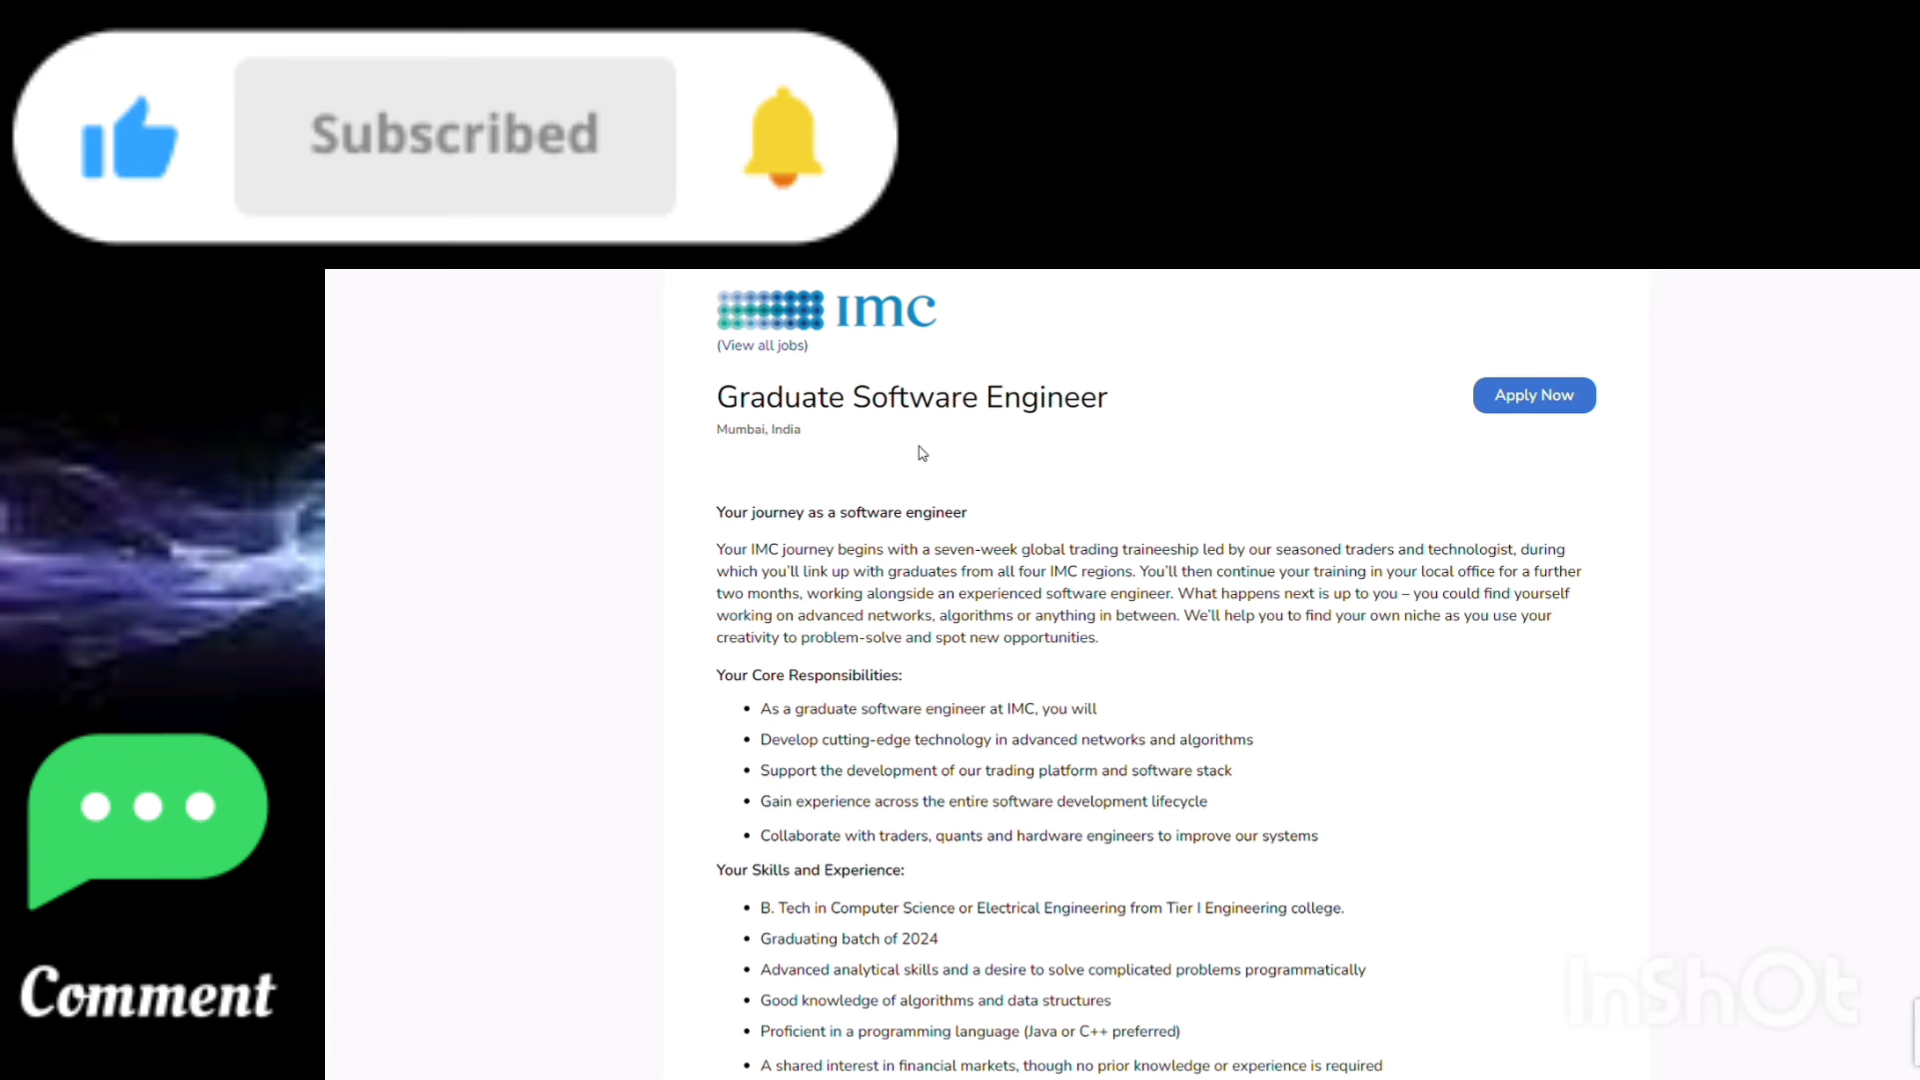 Subscribed
imc
(View all jobs)
Graduate Software Engineer
Apply Now
Mumbai, India
Your journey as a software engineer
Your IMC journey begins with a seven-week global trading traineeship led by our seasoned traders and technologist, during
which you'll link up with graduates from all four IMC regions. You'll then continue your training in your local office for a further
two months, working alongside an experienced software engineer. What happens next is up to you – you could find yourself
working on advanced networks, algorithms or anything in between. We'll help you to find your own niche as you use your
creativity to problem-solve and spot new opportunities.
Your Core Responsibilities:
• As a graduate software engineer at IMC, you will
• Develop cutting-edge technology in advanced networks and algorithms
• Support the development of our trading platform and software stack
• Gain experience across the entire software development lifecycle
• Collaborate with traders, quants and hardware engineers to improve our systems
Your Skills and Experience:
• B. Tech in Computer Science or Electrical Engineering from Tier I Engineering college.
• Graduating batch of 2024
• Advanced analytical skills and a desire to solve complicated problems programmatically
• Good knowledge of algorithms and data structures
• Proficient in a programming language (Java or C++ preferred)
• A shared interest in financial markets, though no prior knowledge or experience is required
Comment
InShOt